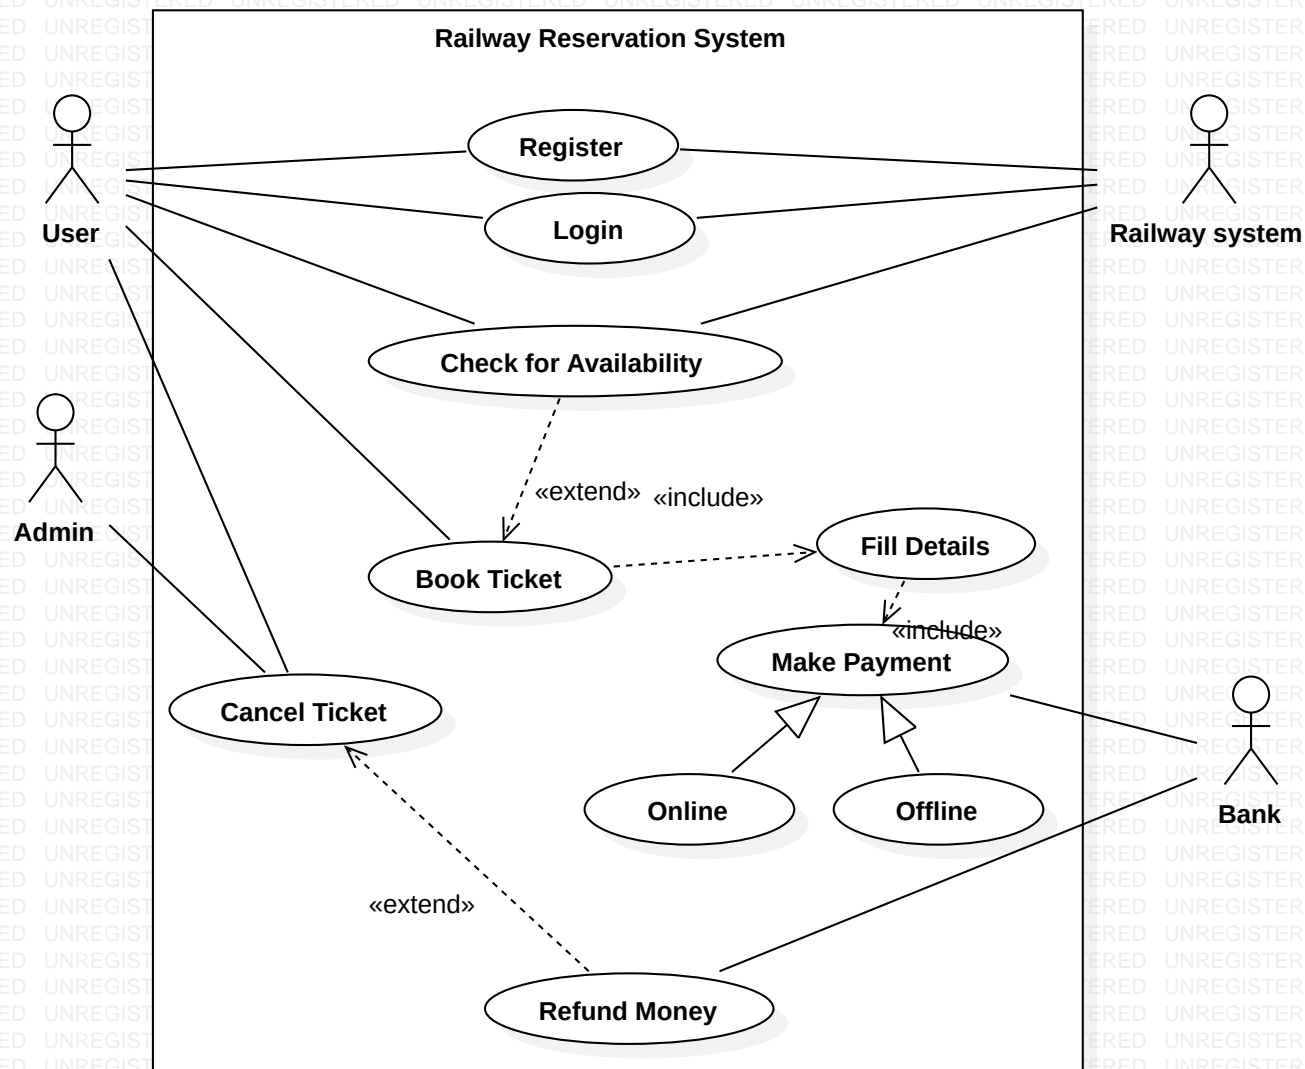 Railway Reservation System
Register
Login
User
Railway system
Check for Availability
«extend»
«include»
Admin
Fill Details
Book Ticket
«include»
Make Payment
Cancel Ticket
Online
Offline
Bank
«extend»
Refund Money
UNREGISTERED